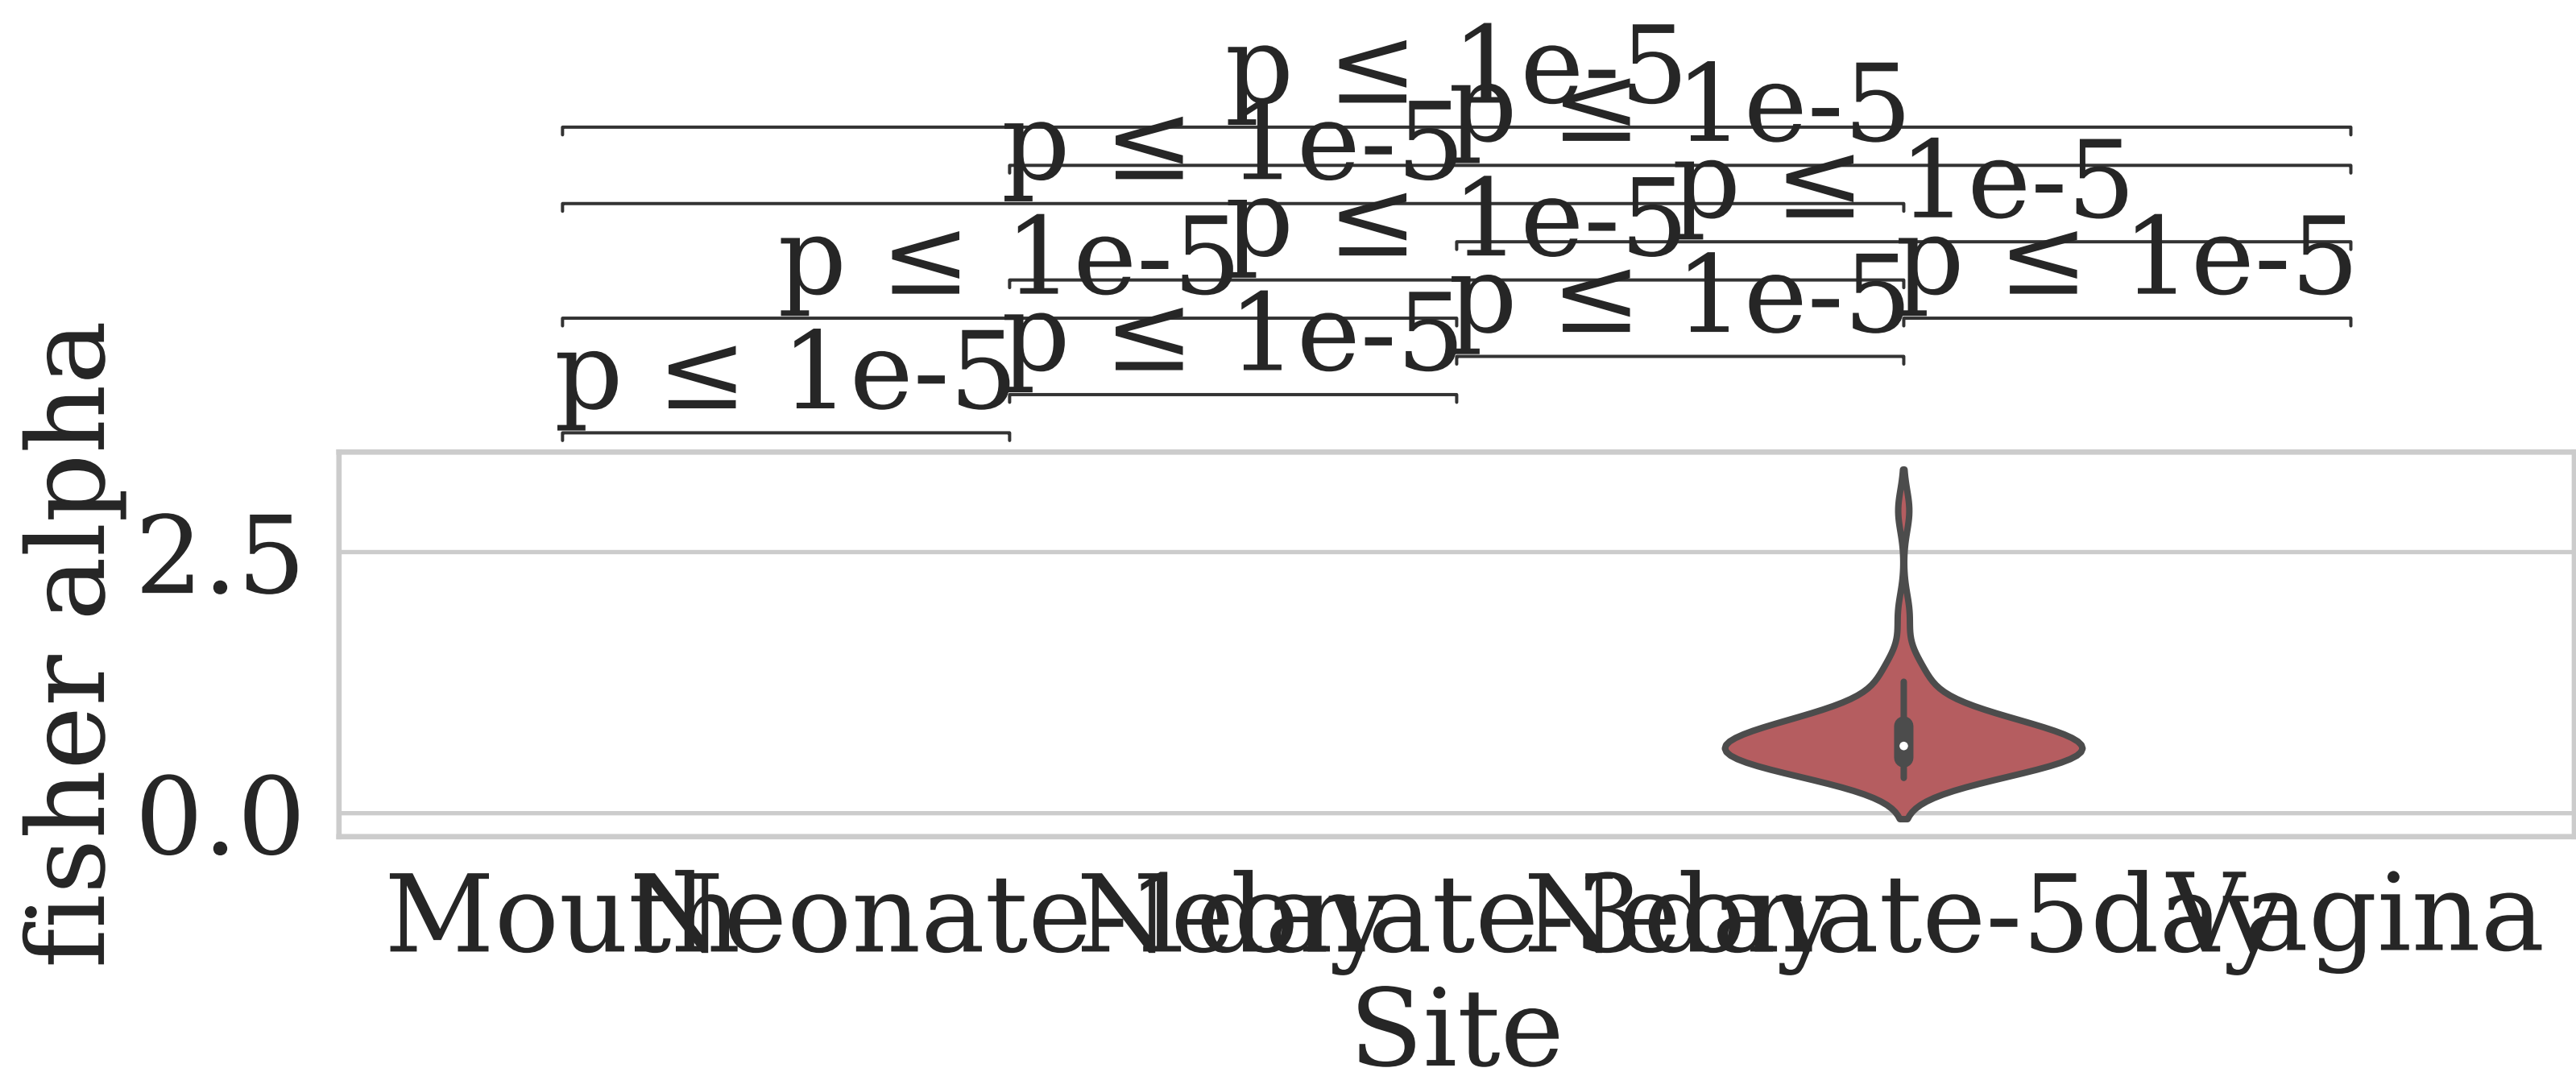 p ≤ 1e-5
p ≤ 1e-5
p ≤ 1e-5
p ≤ 1e-5
p ≤ 1e-5
p ≤ 1e-5
p ≤ 1e-5
p ≤ 1e-5
p ≤ 1e-5
p ≤ 1e-5
fisher alpha
2.5
0.0
Mouth
Neonate-1day
Neonate-3day
Neonate-5day
Vagina
Site